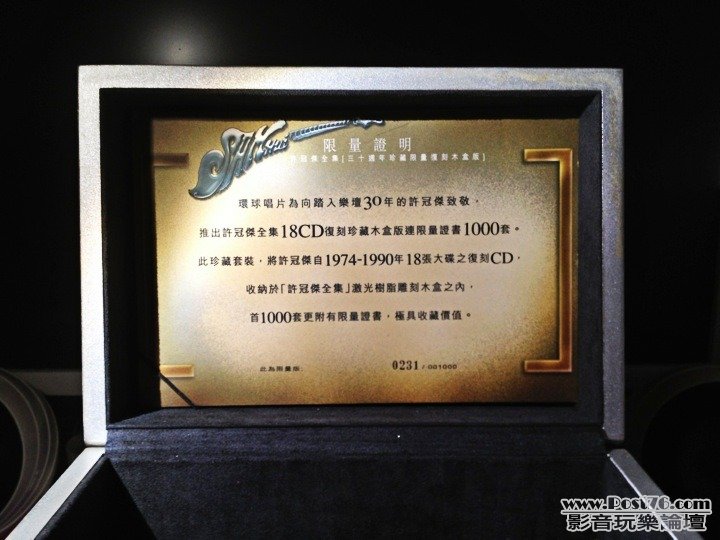 限量證明
許冠傑全集[三十週年珍藏限量復刻木盒版]
環球唱片為向踏入樂壇30年的許冠傑致敬，
推出許冠傑全集18CD復刻珍藏木盒版連限量證書1000套。
此珍藏套裝，將許冠傑自1974-1990年18張大碟之復刻CD，
收納於「許冠傑全集」激光樹脂雕刻木盒之內，
首1000套更附有限量證書，極具收藏價值。
此為限量版: 0231 / 001000
www.Post76.com
影音玩樂論壇